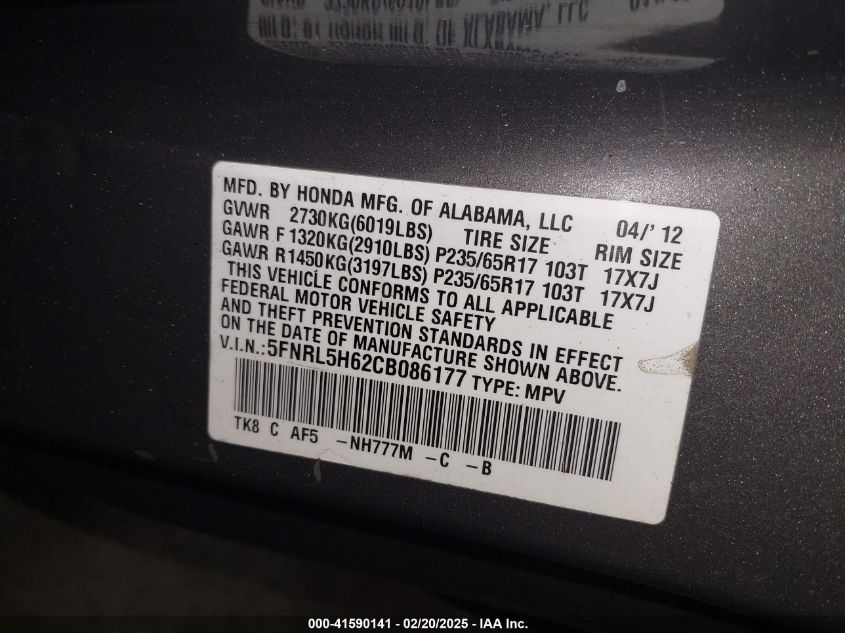 MFD. BY HONDA MFG. OF ALABAMA, LLC 04/' 12
GVWR 2730KG(6019LBS) TIRE SIZE RIM SIZE
GAWR F 1320KG(2910LBS) P235/65R17 103T 17X7J
GAWR R1450KG(3197LBS) P235/65R17 103T 17X7J
THIS VEHICLE CONFORMS TO ALL APPLICABLE
FEDERAL MOTOR VEHICLE SAFETY
AND THEFT PREVENTION STANDARDS IN EFFECT
ON THE DATE OF MANUFACTURE SHOWN ABOVE.
V.I.N.:5FNRL5H62CB086177 TYPE: MPV
TK8 C AF5 -NH777M -C -B
000-41590141 - 02/20/2025 - IAA Inc.